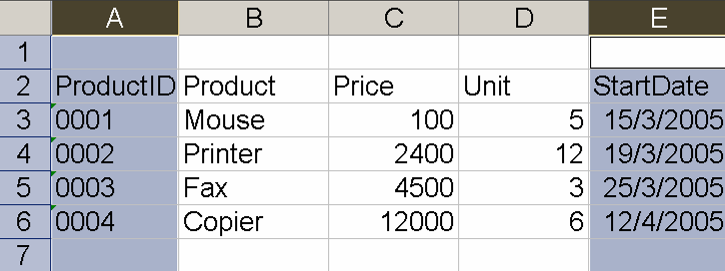 A B C D E
1
2 ProductID Product Price Unit StartDate
3 0001 Mouse 100 5 15/3/2005
4 0002 Printer 2400 12 19/3/2005
5 0003 Fax 4500 3 25/3/2005
6 0004 Copier 12000 6 12/4/2005
7